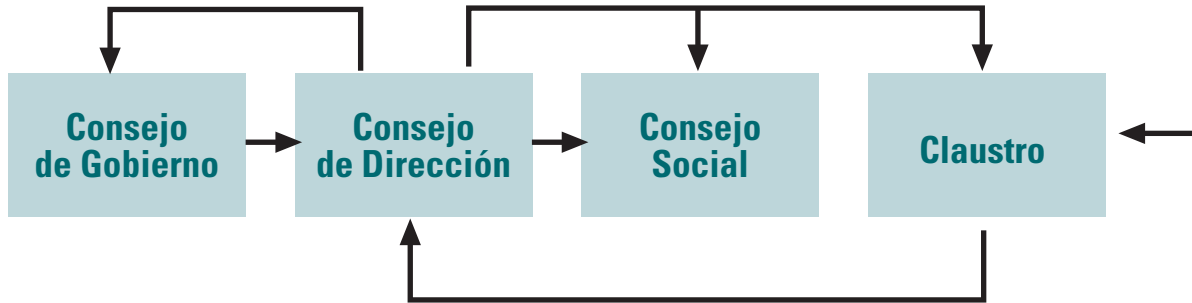 Consejo
de Gobierno
Consejo
de Dirección
Consejo
Social
Claustro